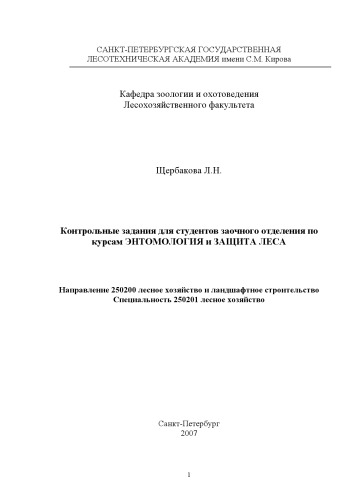 САНКТ-ПЕТЕРБУРГСКАЯ ГОСУДАРСТВЕННАЯ
ЛЕСОТЕХНИЧЕСКАЯ АКАДЕМИЯ имени С.М. Кирова
Кафедра зоологии и охотоведения
Лесохозяйственного факультета
Щербакова Л.Н.
Контрольные задания для студентов заочного отделения по
курсам ЭНТОМОЛОГИЯ и ЗАЩИТА ЛЕСА
Направление 250200 лесное хозяйство и ландшафтное строительство
Специальность 250201 лесное хозяйство
Санкт-Петербург
2007
1